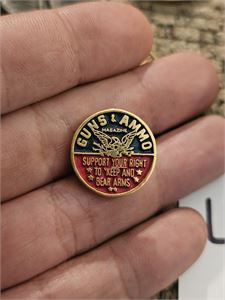 GUNS & AMMO
MAGAZINE
SUPPORT YOUR RIGHT
TO "KEEP AND
BEAR ARMS"